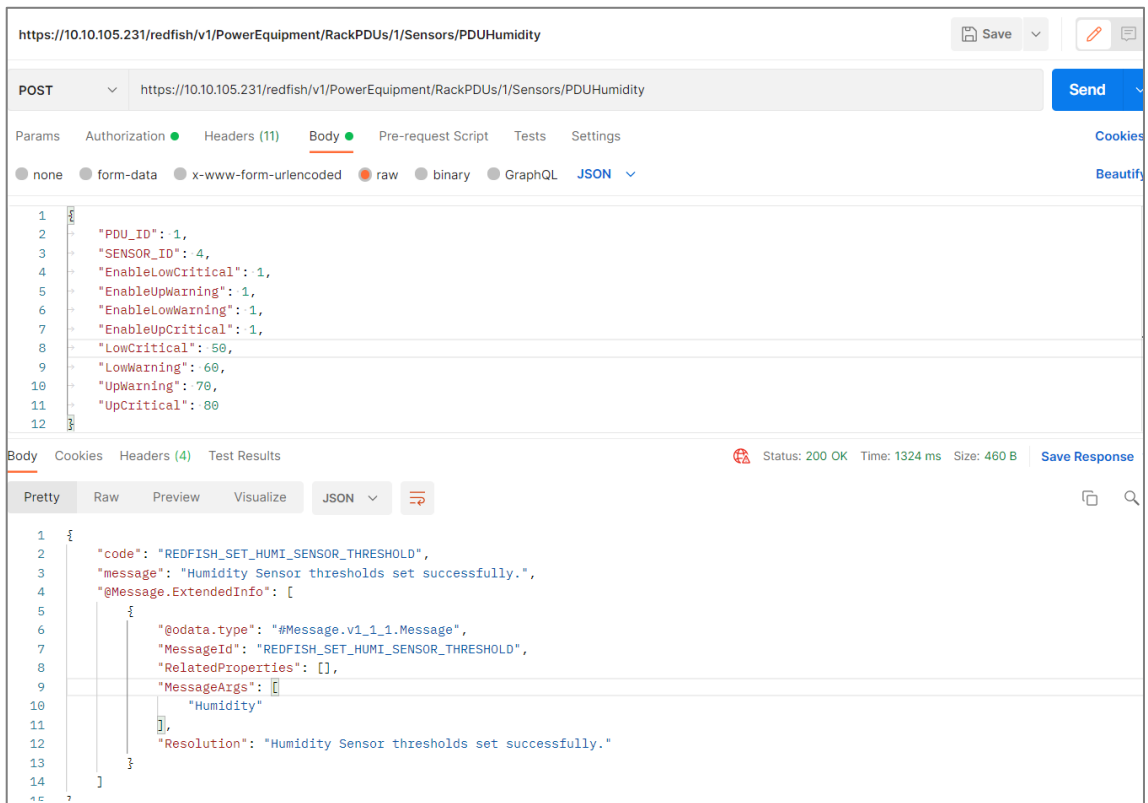 https://10.10.105.231/redfish/v1/PowerEquipment/RackPDUs/1/Sensors/PDUHumidity Save
POST https://10.10.105.231/redfish/v1/PowerEquipment/RackPDUs/1/Sensors/PDUHumidity Send
Params Authorization Headers (11) Body Pre-request Script Tests Settings Cookies
none form-data x-www-form-urlencoded raw binary GraphQL JSON Beautify
1 {
2 "PDU_ID": 1,
3 "SENSOR_ID": 4,
4 "EnableLowCritical": 1,
5 "EnableUpWarning": 1,
6 "EnableLowWarning": 1,
7 "EnableUpCritical": 1,
8 "LowCritical": 50,
9 "LowWarning": 60,
10 "UpWarning": 70,
11 "UpCritical": 80
12 }
Body Cookies Headers (4) Test Results Status: 200 OK Time: 1324 ms Size: 460 B Save Response
Pretty Raw Preview Visualize JSON
1 {
2 "code": "REDFISH_SET_HUMI_SENSOR_THRESHOLD",
3 "message": "Humidity Sensor thresholds set successfully.",
4 "@Message.ExtendedInfo": [
5 {
6 "@odata.type": "#Message.v1_1_1.Message",
7 "MessageId": "REDFISH_SET_HUMI_SENSOR_THRESHOLD",
8 "RelatedProperties": [],
9 "MessageArgs": [
10 "Humidity"
11 ],
12 "Resolution": "Humidity Sensor thresholds set successfully."
13 }
14 ]
15 }